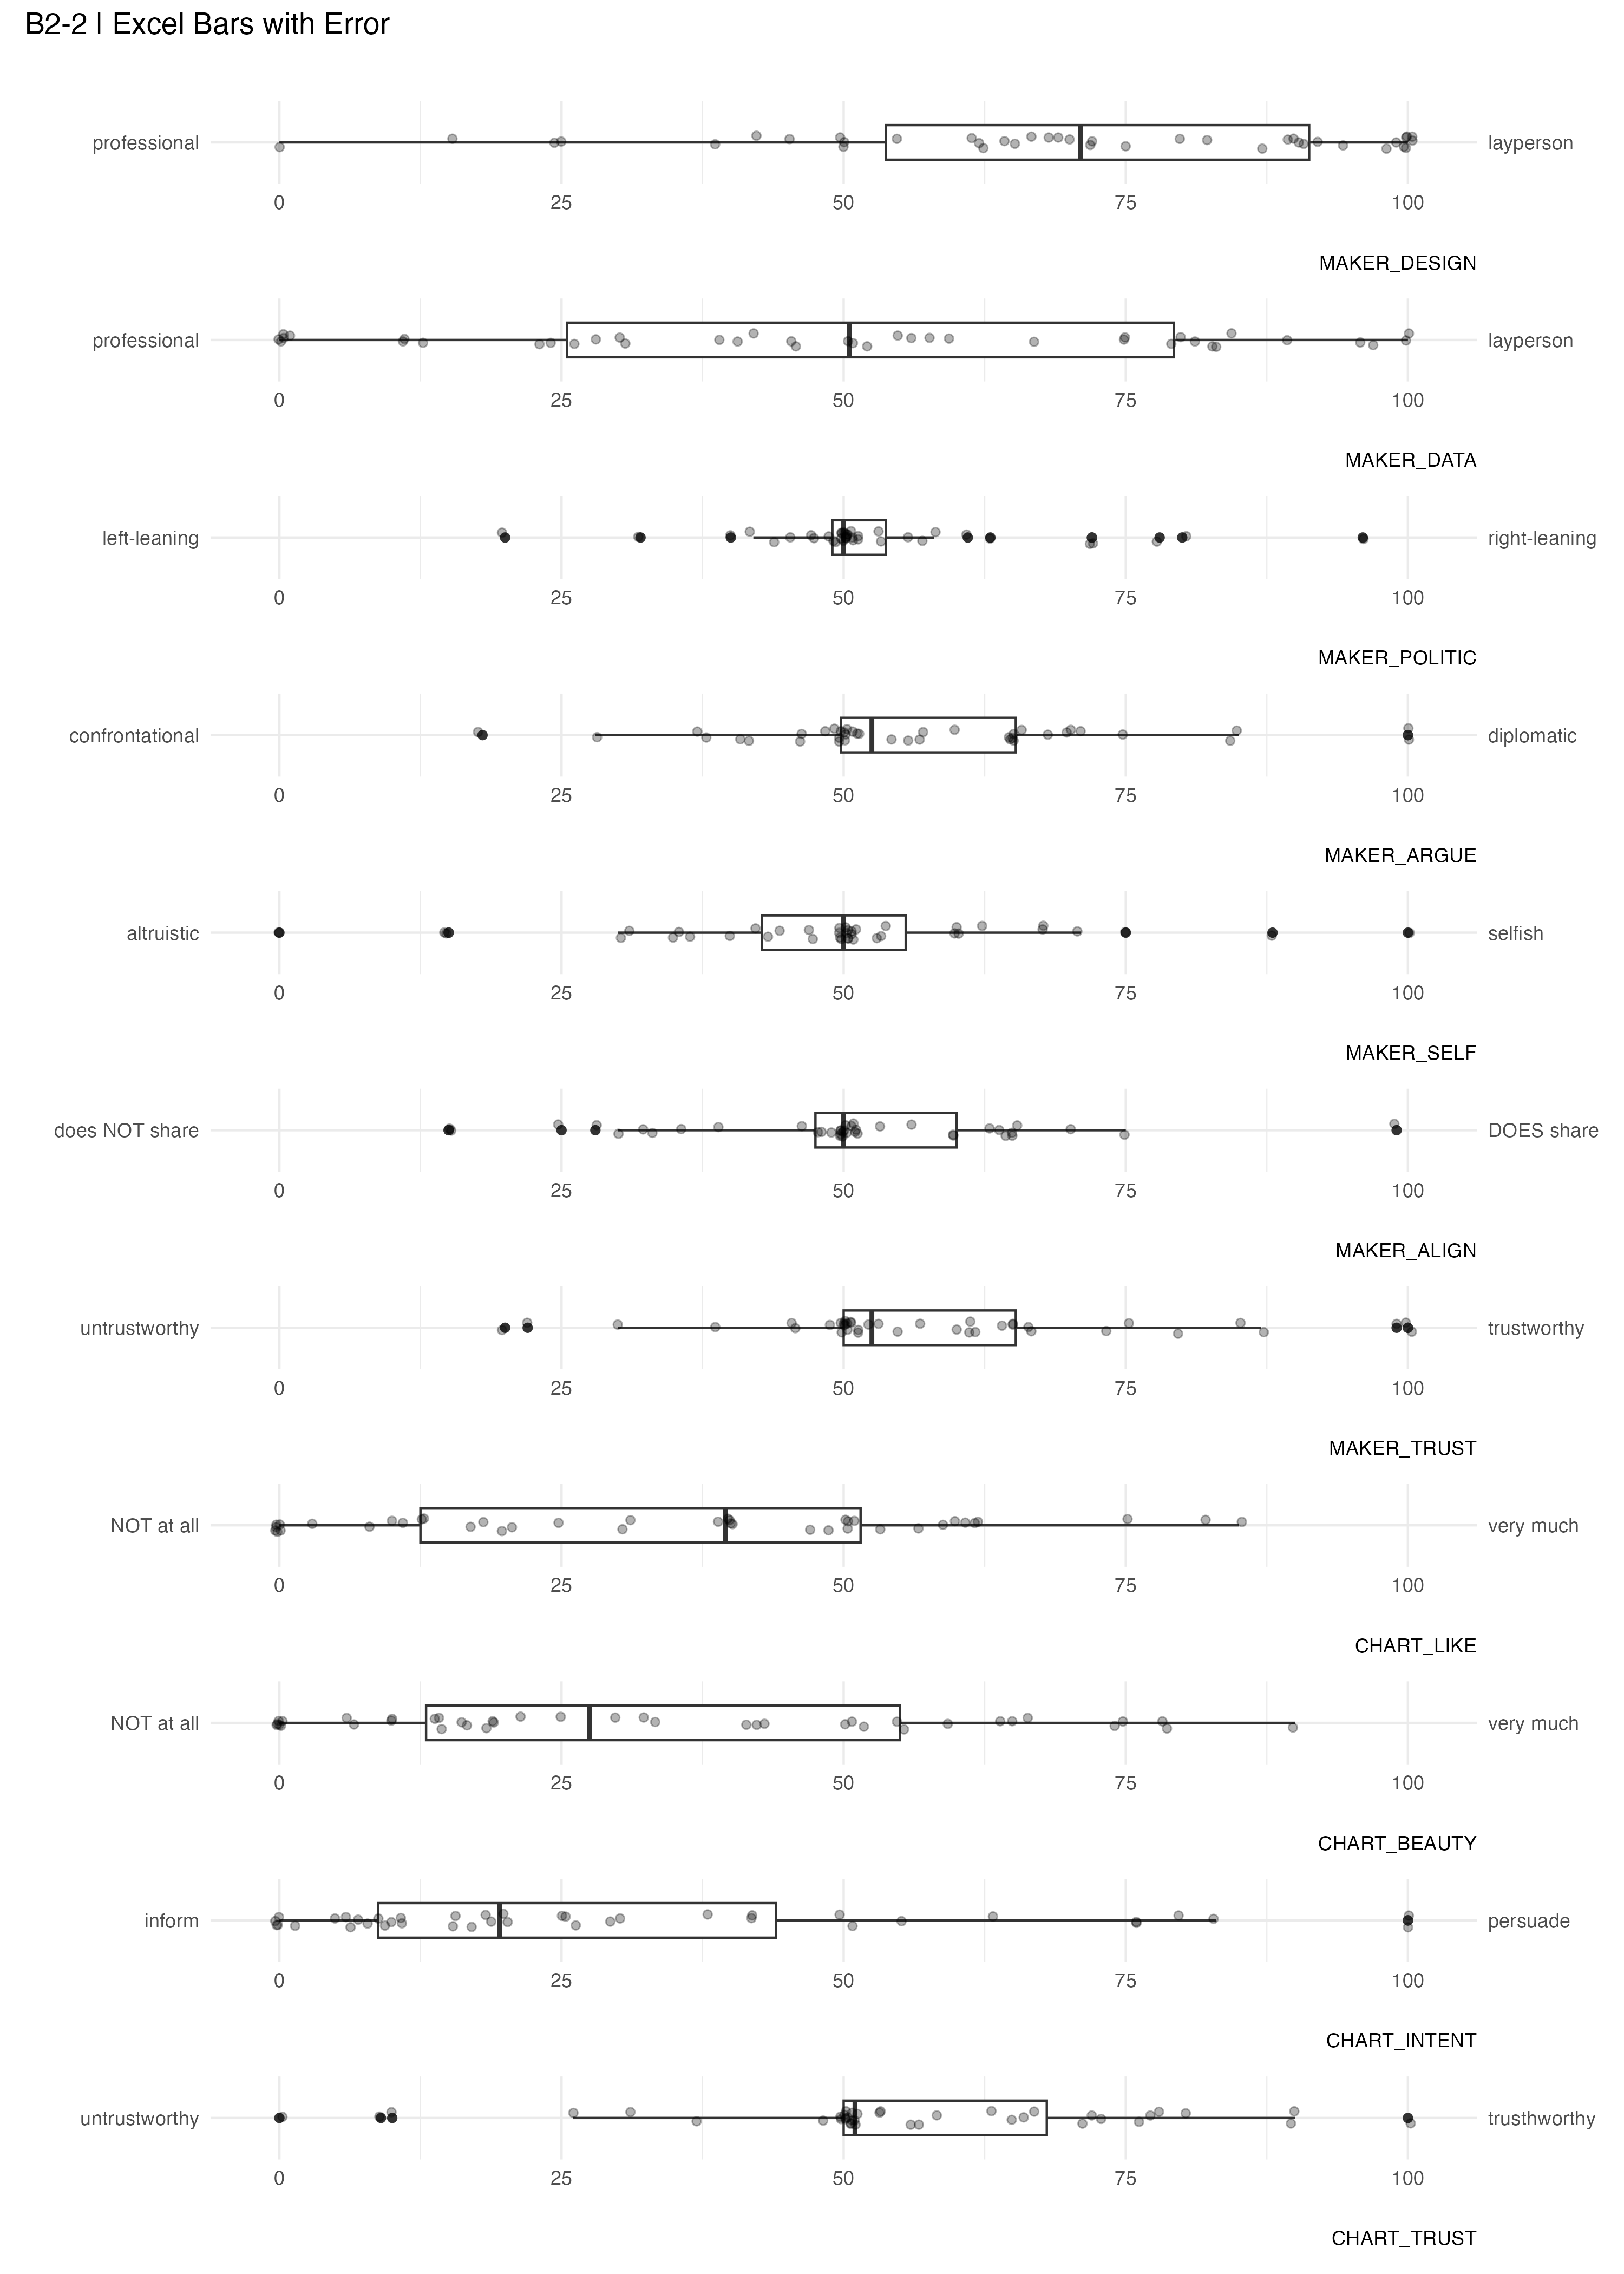 B2-2 | Excel Bars with Error
professional layperson
0 25 50 75 100
MAKER_DESIGN
professional layperson
0 25 50 75 100
MAKER_DATA
left-leaning right-leaning
0 25 50 75 100
MAKER_POLITIC
confrontational diplomatic
0 25 50 75 100
MAKER_ARGUE
altruistic selfish
0 25 50 75 100
MAKER_SELF
does NOT share DOES share
0 25 50 75 100
MAKER_ALIGN
untrustworthy trustworthy
0 25 50 75 100
MAKER_TRUST
NOT at all very much
0 25 50 75 100
CHART_LIKE
NOT at all very much
0 25 50 75 100
CHART_BEAUTY
inform persuade
0 25 50 75 100
CHART_INTENT
untrustworthy trusthworthy
0 25 50 75 100
CHART_TRUST